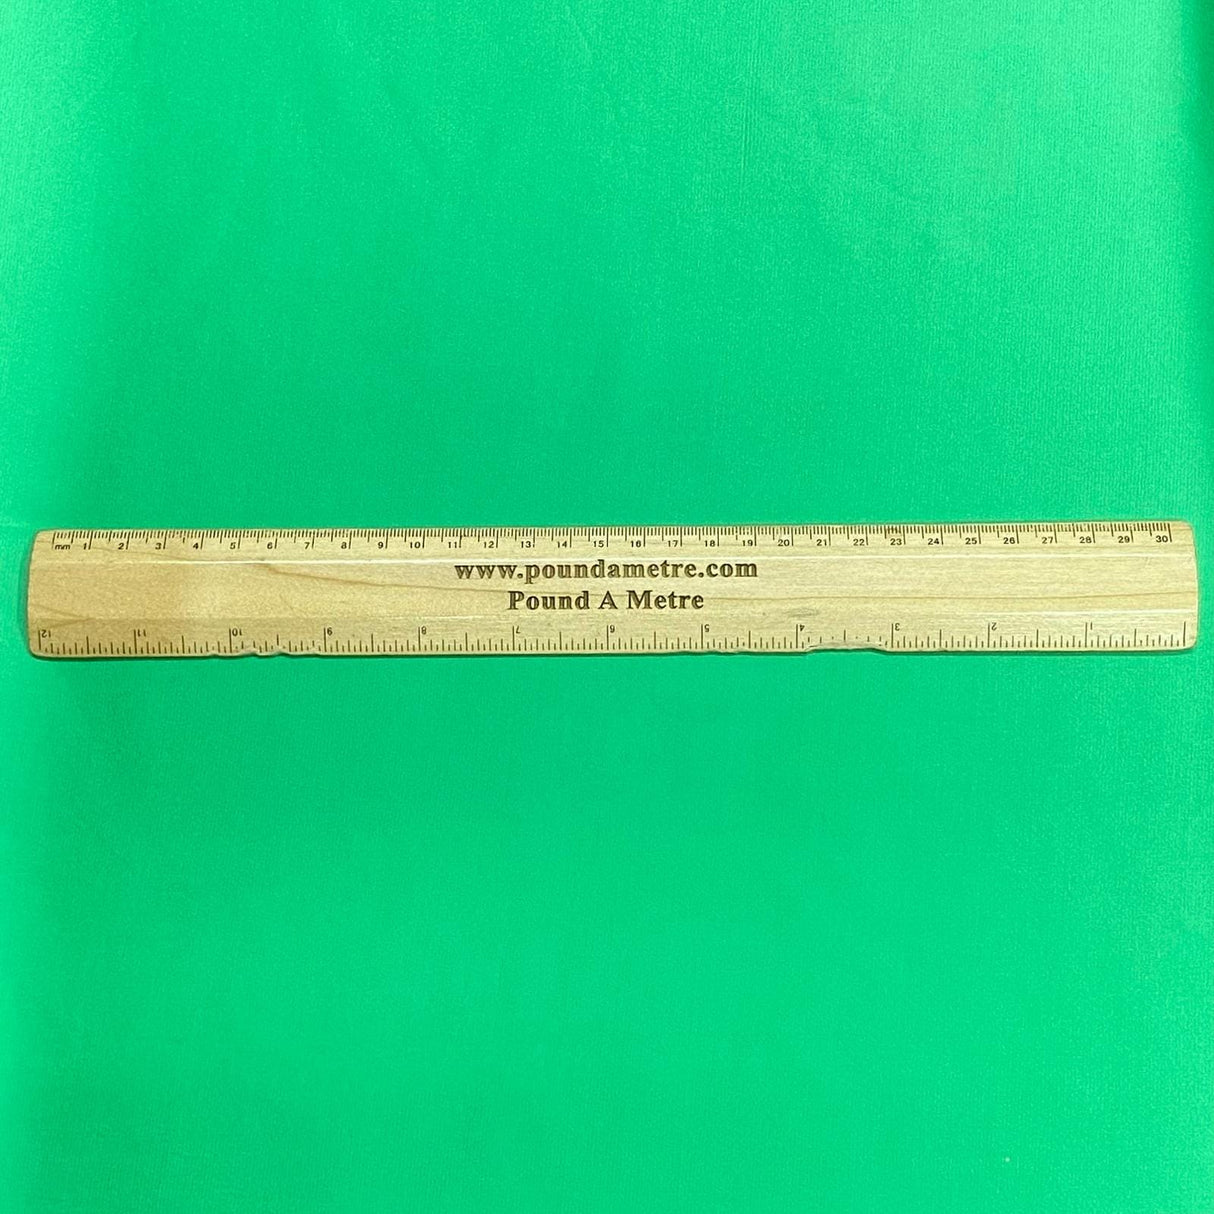 mm 1 2 3 4 5 6 7 8 9 10 11 12 13 14 15 16 17 18 19 20 21 22 23 24 25 26 27 28 29 30
www.poundametre.com
Pound A Metre
12 11 10 9 8 7 6 5 4 3 2 1